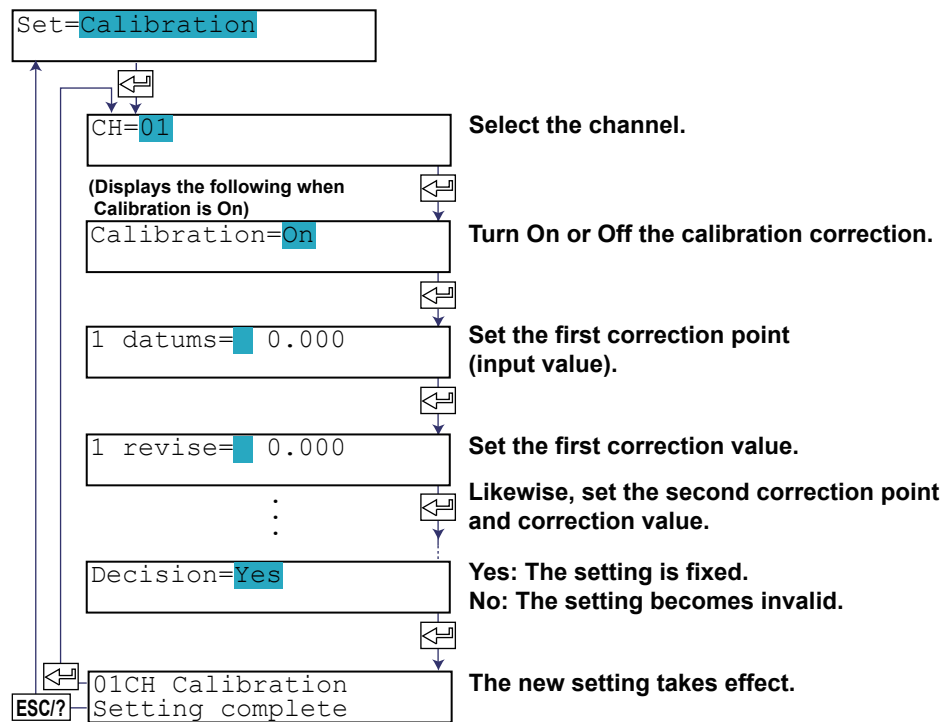 Set=Calibration
CH=01
Select the channel.
(Displays the following when
Calibration is On)
Calibration=On
Turn On or Off the calibration correction.
1 datums= 0.000
Set the first correction point
(input value).
1 revise= 0.000
Set the first correction value.
Likewise, set the second correction point
and correction value.
Decision=Yes
Yes: The setting is fixed.
No: The setting becomes invalid.
01CH Calibration
Setting complete
The new setting takes effect.
ESC/?